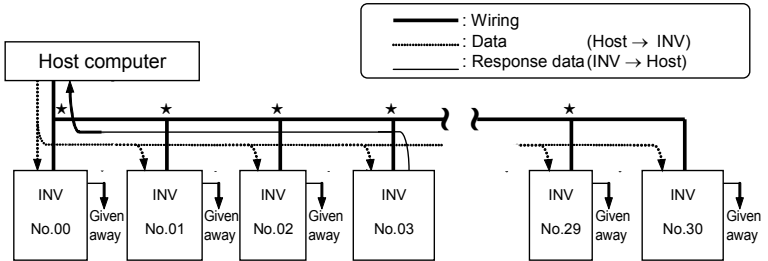 : Wiring
: Data (Host → INV)
: Response data (INV → Host)
Host computer
★ ★ ★ ★ ★
INV INV INV INV INV INV
No.00 No.01 No.02 No.03 No.29 No.30
Given Given Given Given Given
away away away away away